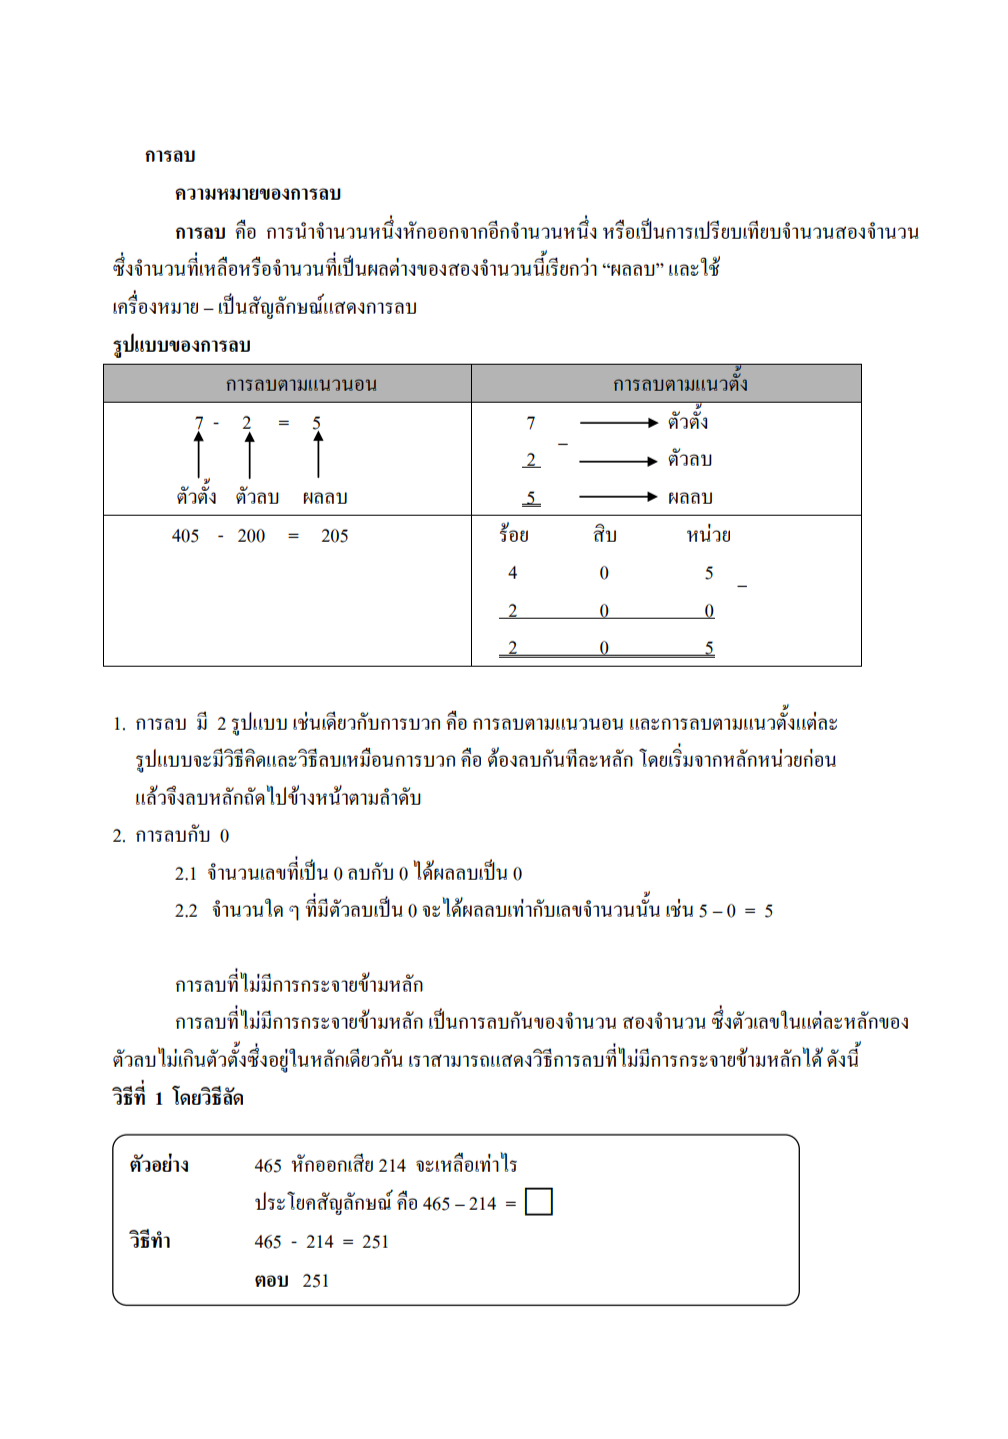 การลบ
ความหมายของการลบ
การลบ คือ การนำจำนวนหนึ่งหักออกจากอีกจำนวนหนึ่ง หรือเป็นการเปรียบเทียบจำนวนสองจำนวน
ซึ่งจำนวนที่เหลือหรือจำนวนที่เป็นผลต่างของสองจำนวนนี้เรียกว่า “ผลลบ” และใช้
เครื่องหมาย – เป็นสัญลักษณ์แสดงการลบ
รูปแบบของการลบ
การลบตามแนวนอน การลบตามแนวตั้ง
7 - 2 = 5
ตัวตั้ง ตัวลบ ผลลบ
7 ตัวตั้ง
–
2 ตัวลบ
5 ผลลบ
405 - 200 = 205
ร้อย สิบ หน่วย
4 0 5
–
2 0 0
2 0 5
1. การลบ มี 2 รูปแบบ เช่นเดียวกับการบวก คือ การลบตามแนวนอน และการลบตามแนวตั้งแต่ละ
รูปแบบจะมีวิธีคิดและวิธีลบเหมือนการบวก คือ ต้องลบกันทีละหลัก โดยเริ่มจากหลักหน่วยก่อน
แล้วจึงลบหลักถัดไปข้างหน้าตามลำดับ
2. การลบกับ 0
2.1 จำนวนเลขที่เป็น 0 ลบกับ 0 ได้ผลลบเป็น 0
2.2 จำนวนใด ๆ ที่มีตัวลบเป็น 0 จะได้ผลลบเท่ากับเลขจำนวนนั้น เช่น 5 – 0 = 5
การลบที่ไม่มีการกระจายข้ามหลัก
การลบที่ไม่มีการกระจายข้ามหลัก เป็นการลบกันของจำนวน สองจำนวน ซึ่งตัวเลขในแต่ละหลักของ
ตัวลบไม่เกินตัวตั้งซึ่งอยู่ในหลักเดียวกัน เราสามารถแสดงวิธีการลบที่ไม่มีการกระจายข้ามหลักได้ ดังนี้
วิธีที่ 1 โดยวิธีลัด
ตัวอย่าง 465 หักออกเสีย 214 จะเหลือเท่าไร
ประโยคสัญลักษณ์ คือ 465 – 214 =
วิธีทำ 465 - 214 = 251
ตอบ 251